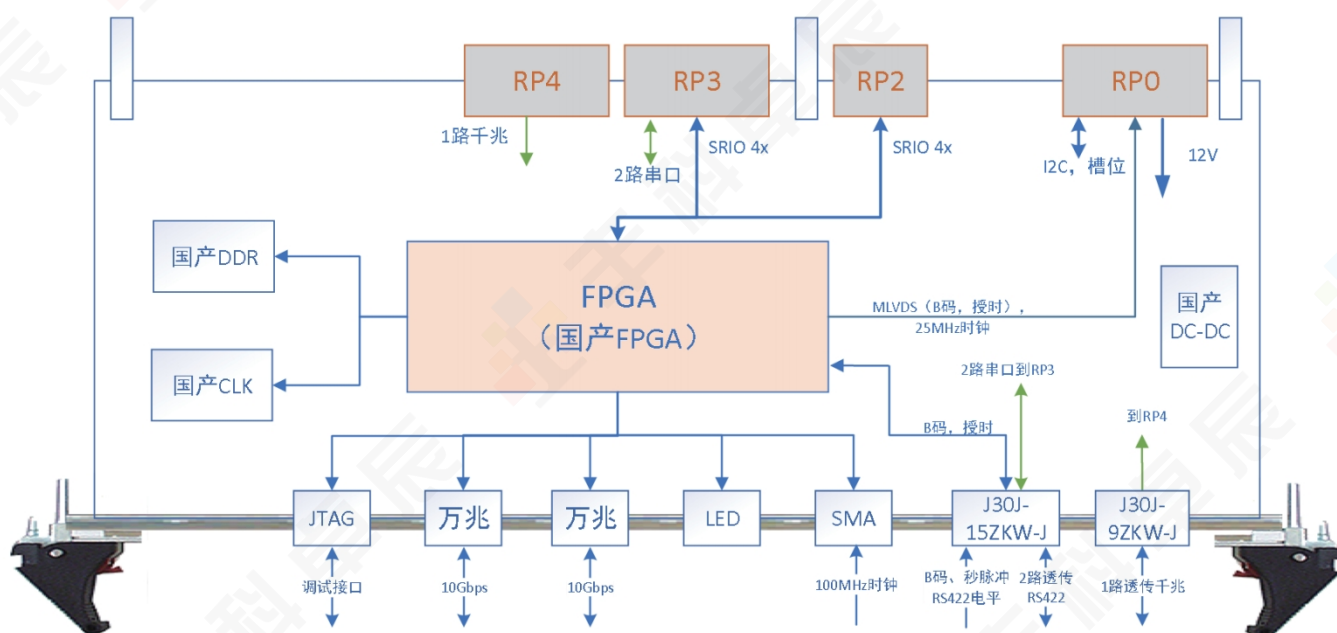 RP4
RP3
RP2
RP0
1路千兆
2路串口
SRIO 4x
SRIO 4x
I2C，槽位
12V
国产DDR
国产CLK
FPGA
（国产FPGA）
MLVDS（B码，授时），
25MHz时钟
国产
DC-DC
2路串口到RP3
B码，授时
到RP4
JTAG
万兆
万兆
LED
SMA
J30J-
15ZKW-J
J30J-
9ZKW-J
调试接口
10Gbps
10Gbps
100MHz时钟
B码、秒脉冲
RS422电平
2路透传
RS422
1路透传千兆